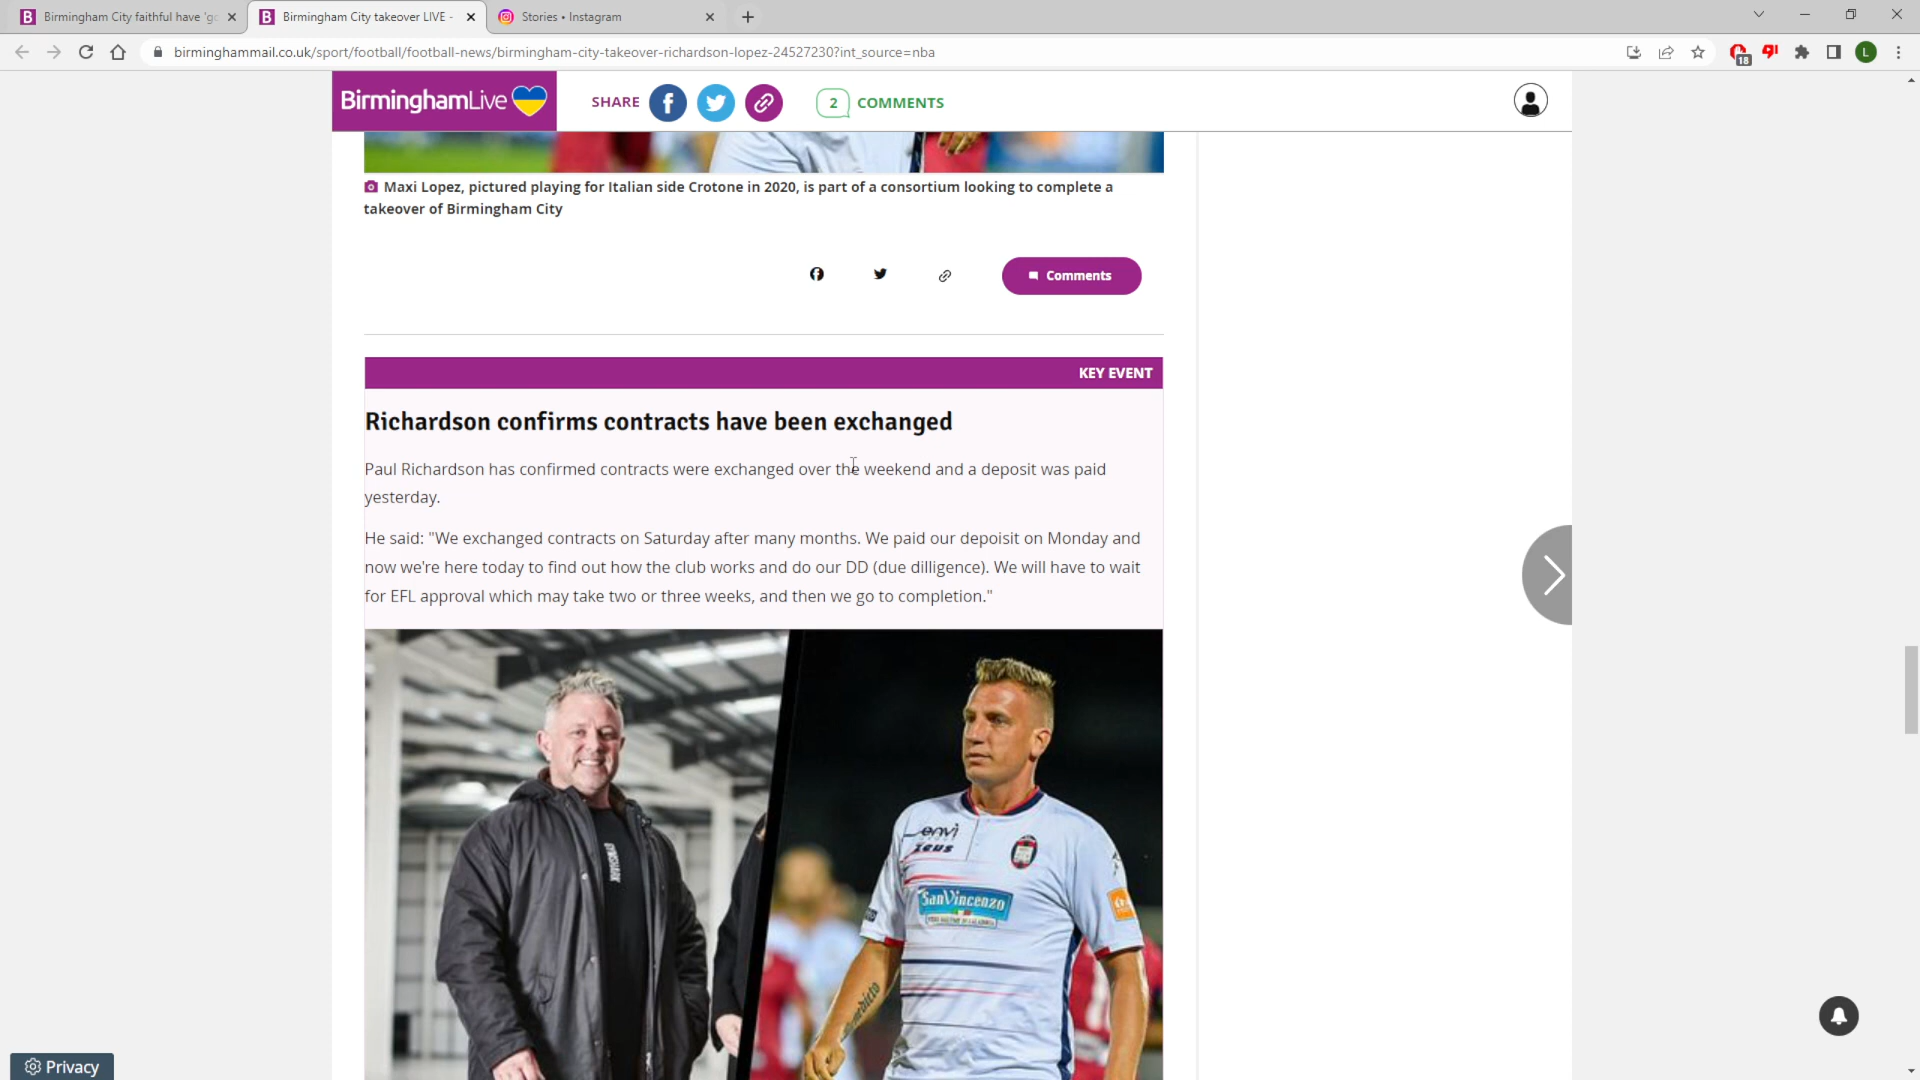 Birmingham City faithful have 'go
Birmingham City takeover LIVE -
Stories • Instagram
birminghammail.co.uk/sport/football/football-news/birmingham-city-takeover-richardson-lopez-24527230?int_source=nba
18
L
BirminghamLive
SHARE
2 COMMENTS
Maxi Lopez, pictured playing for Italian side Crotone in 2020, is part of a consortium looking to complete a
takeover of Birmingham City
Comments
KEY EVENT
Richardson confirms contracts have been exchanged
Paul Richardson has confirmed contracts were exchanged over the weekend and a deposit was paid
yesterday.
He said: "We exchanged contracts on Saturday after many months. We paid our depoisit on Monday and
now we're here today to find out how the club works and do our DD (due dilligence). We will have to wait
for EFL approval which may take two or three weeks, and then we go to completion."
GYMSHARK
envì
zeus
SanVincenzo
Benedicto
Privacy